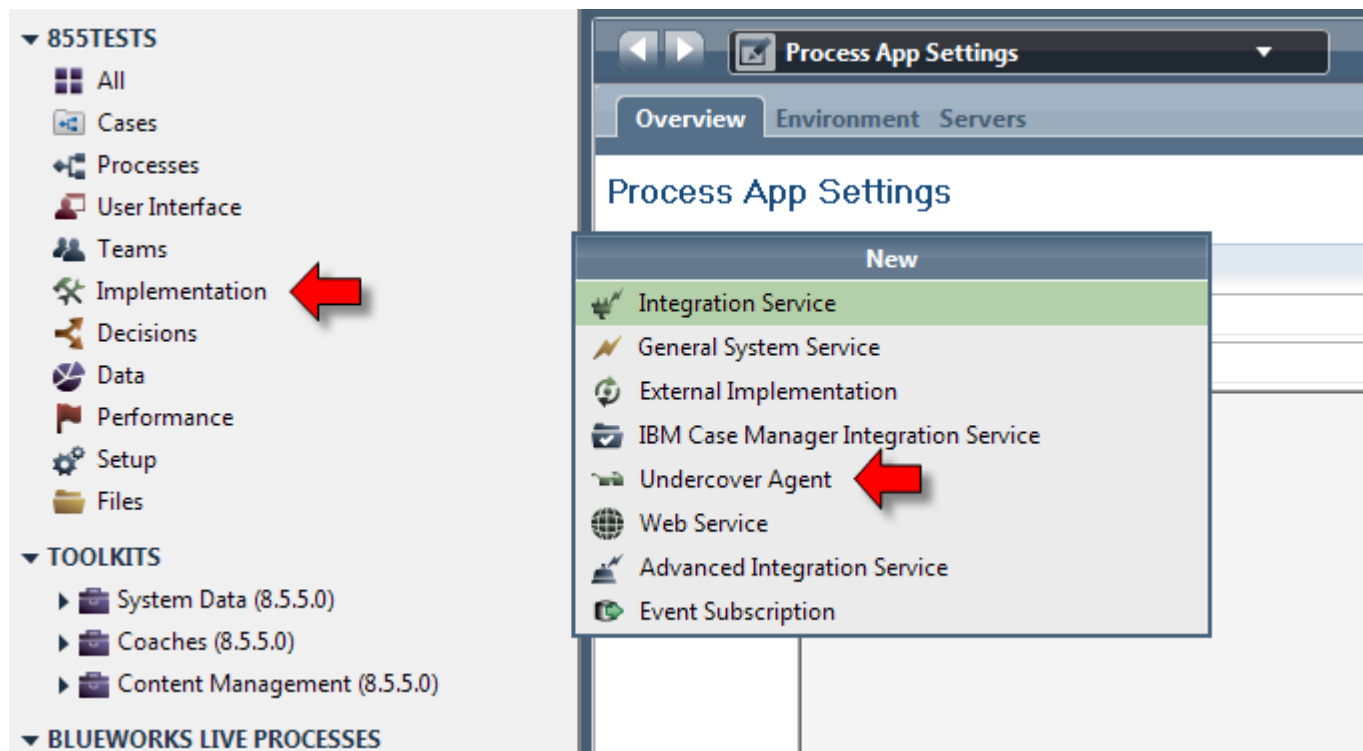 855TESTS
All
Cases
Processes
User Interface
Teams
Implementation
Decisions
Data
Performance
Setup
Files
TOOLKITS
System Data (8.5.5.0)
Coaches (8.5.5.0)
Content Management (8.5.5.0)
BLUEWORKS LIVE PROCESSES
Process App Settings
Overview Environment Servers
Process App Settings
New
Integration Service
General System Service
External Implementation
IBM Case Manager Integration Service
Undercover Agent
Web Service
Advanced Integration Service
Event Subscription